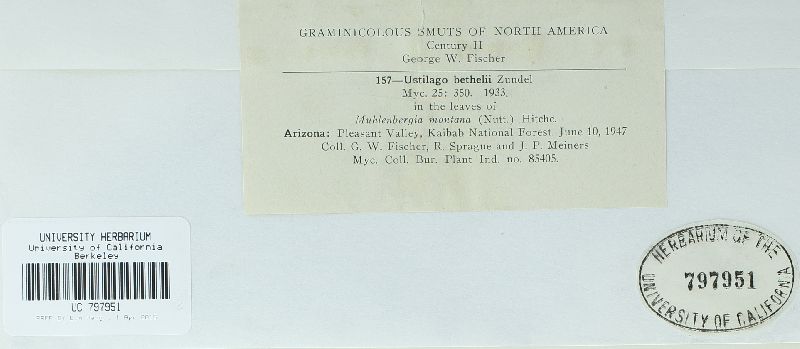 GRAMINICOLOUS SMUTS OF NORTH AMERICA
Century II
George W. Fischer
157—Ustilago bethelii Zundel
Myc. 25: 350. 1933.
in the leaves of
Muhlenbergia montana (Nutt.) Hitchc.
Arizona: Pleasant Valley, Kaibab National Forest June 10, 1947
Coll. G. W. Fischer, R. Sprague and J. P. Meiners
Myc. Coll. Bur. Plant Ind. no. 85405.
UNIVERSITY HERBARIUM
University of California
Berkeley
UC 797951
HERBARIUM OF THE
797951
UNIVERSITY OF CALIFORNIA